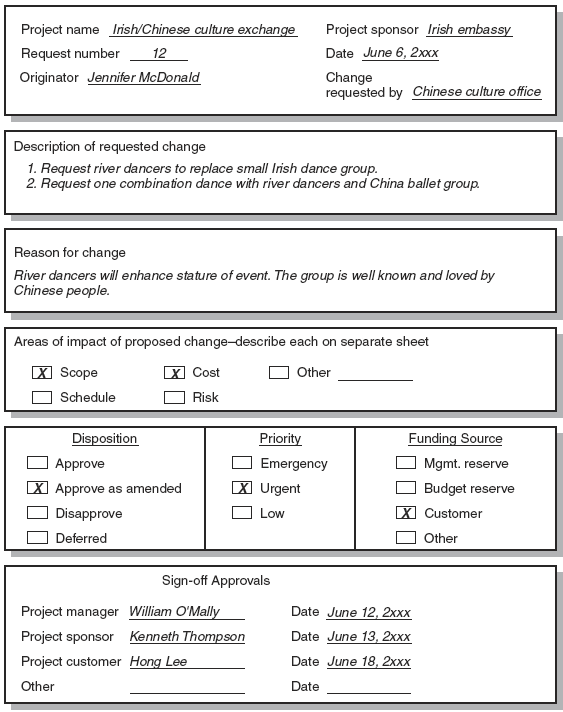 Project name Irish/Chinese culture exchange Project sponsor Irish embassy
Request number 12 Date June 6, 2xxx
Originator Jennifer McDonald Change
requested by Chinese culture office
Description of requested change
1. Request river dancers to replace small Irish dance group.
2. Request one combination dance with river dancers and China ballet group.
Reason for change
River dancers will enhance stature of event. The group is well known and loved by
Chinese people.
Areas of impact of proposed change–describe each on separate sheet
X Scope X Cost Other
Schedule Risk
Disposition Priority Funding Source
Approve Emergency Mgmt. reserve
X Approve as amended X Urgent Budget reserve
Disapprove Low X Customer
Deferred Other
Sign-off Approvals
Project manager William O'Mally Date June 12, 2xxx
Project sponsor Kenneth Thompson Date June 13, 2xxx
Project customer Hong Lee Date June 18, 2xxx
Other Date